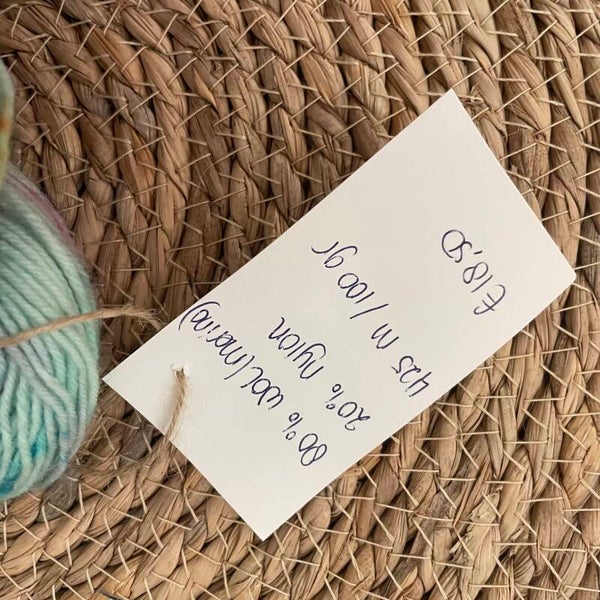 80% wol (merino)
20% nylon
425 m / 100 gr
€ 18,50